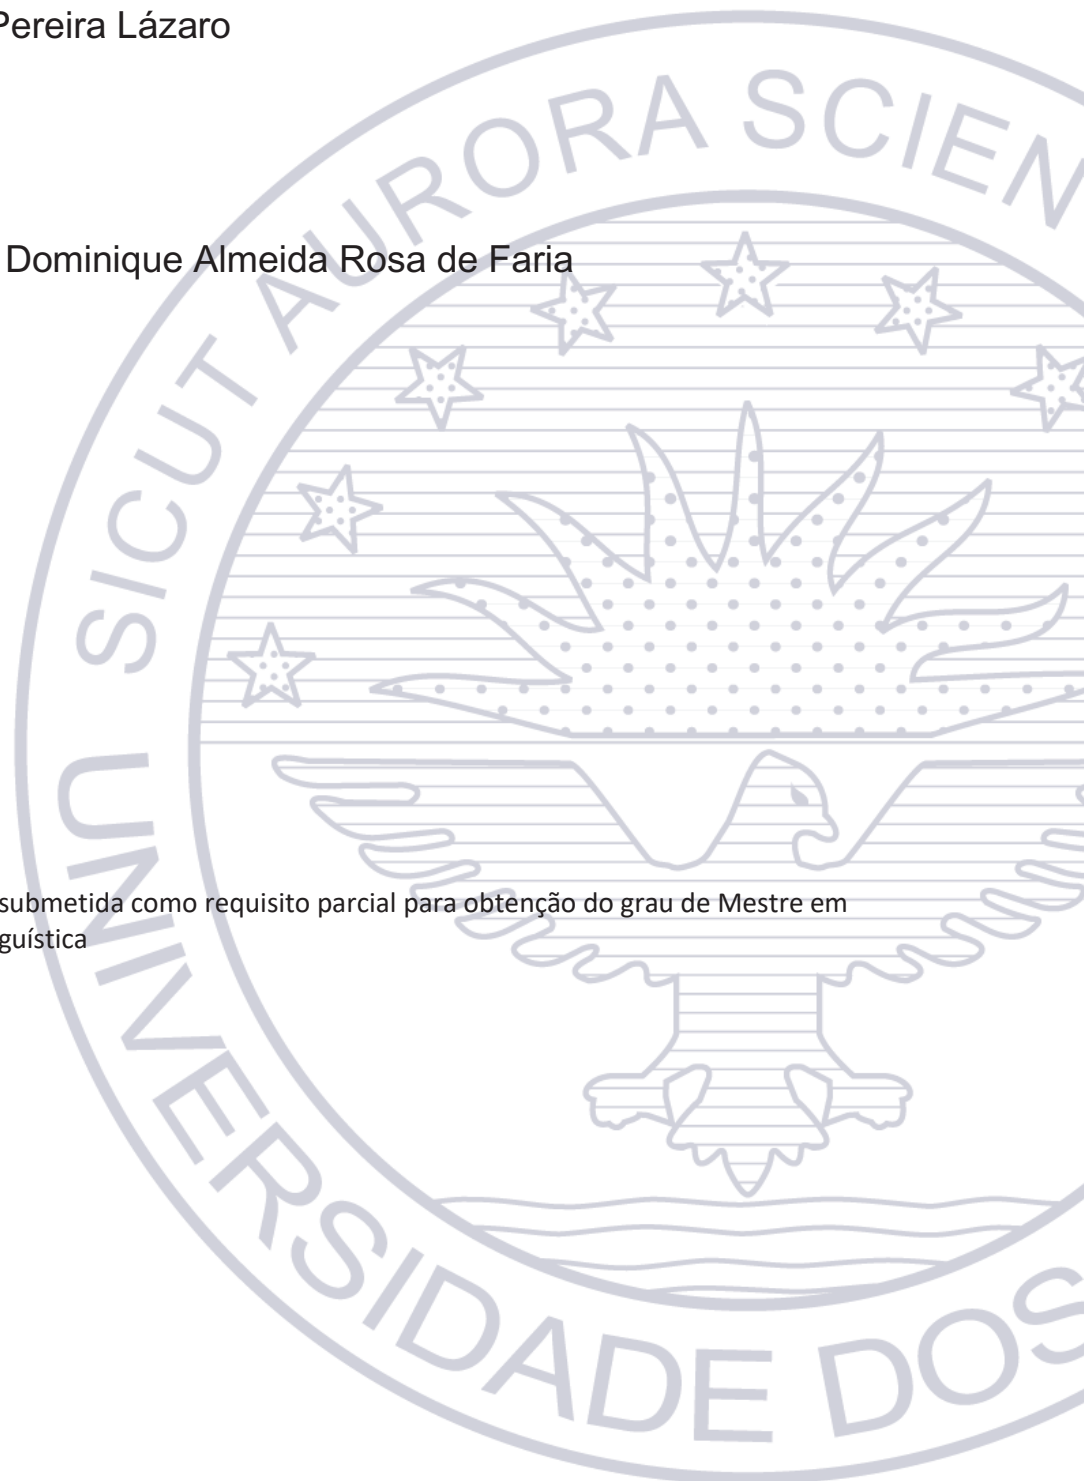 Pereira Lázaro
Dominique Almeida Rosa de Faria
submetida como requisito parcial para obtenção do grau de Mestre em
guística
SICUT AURORA SCIEN
UNIVERSIDADE DOS